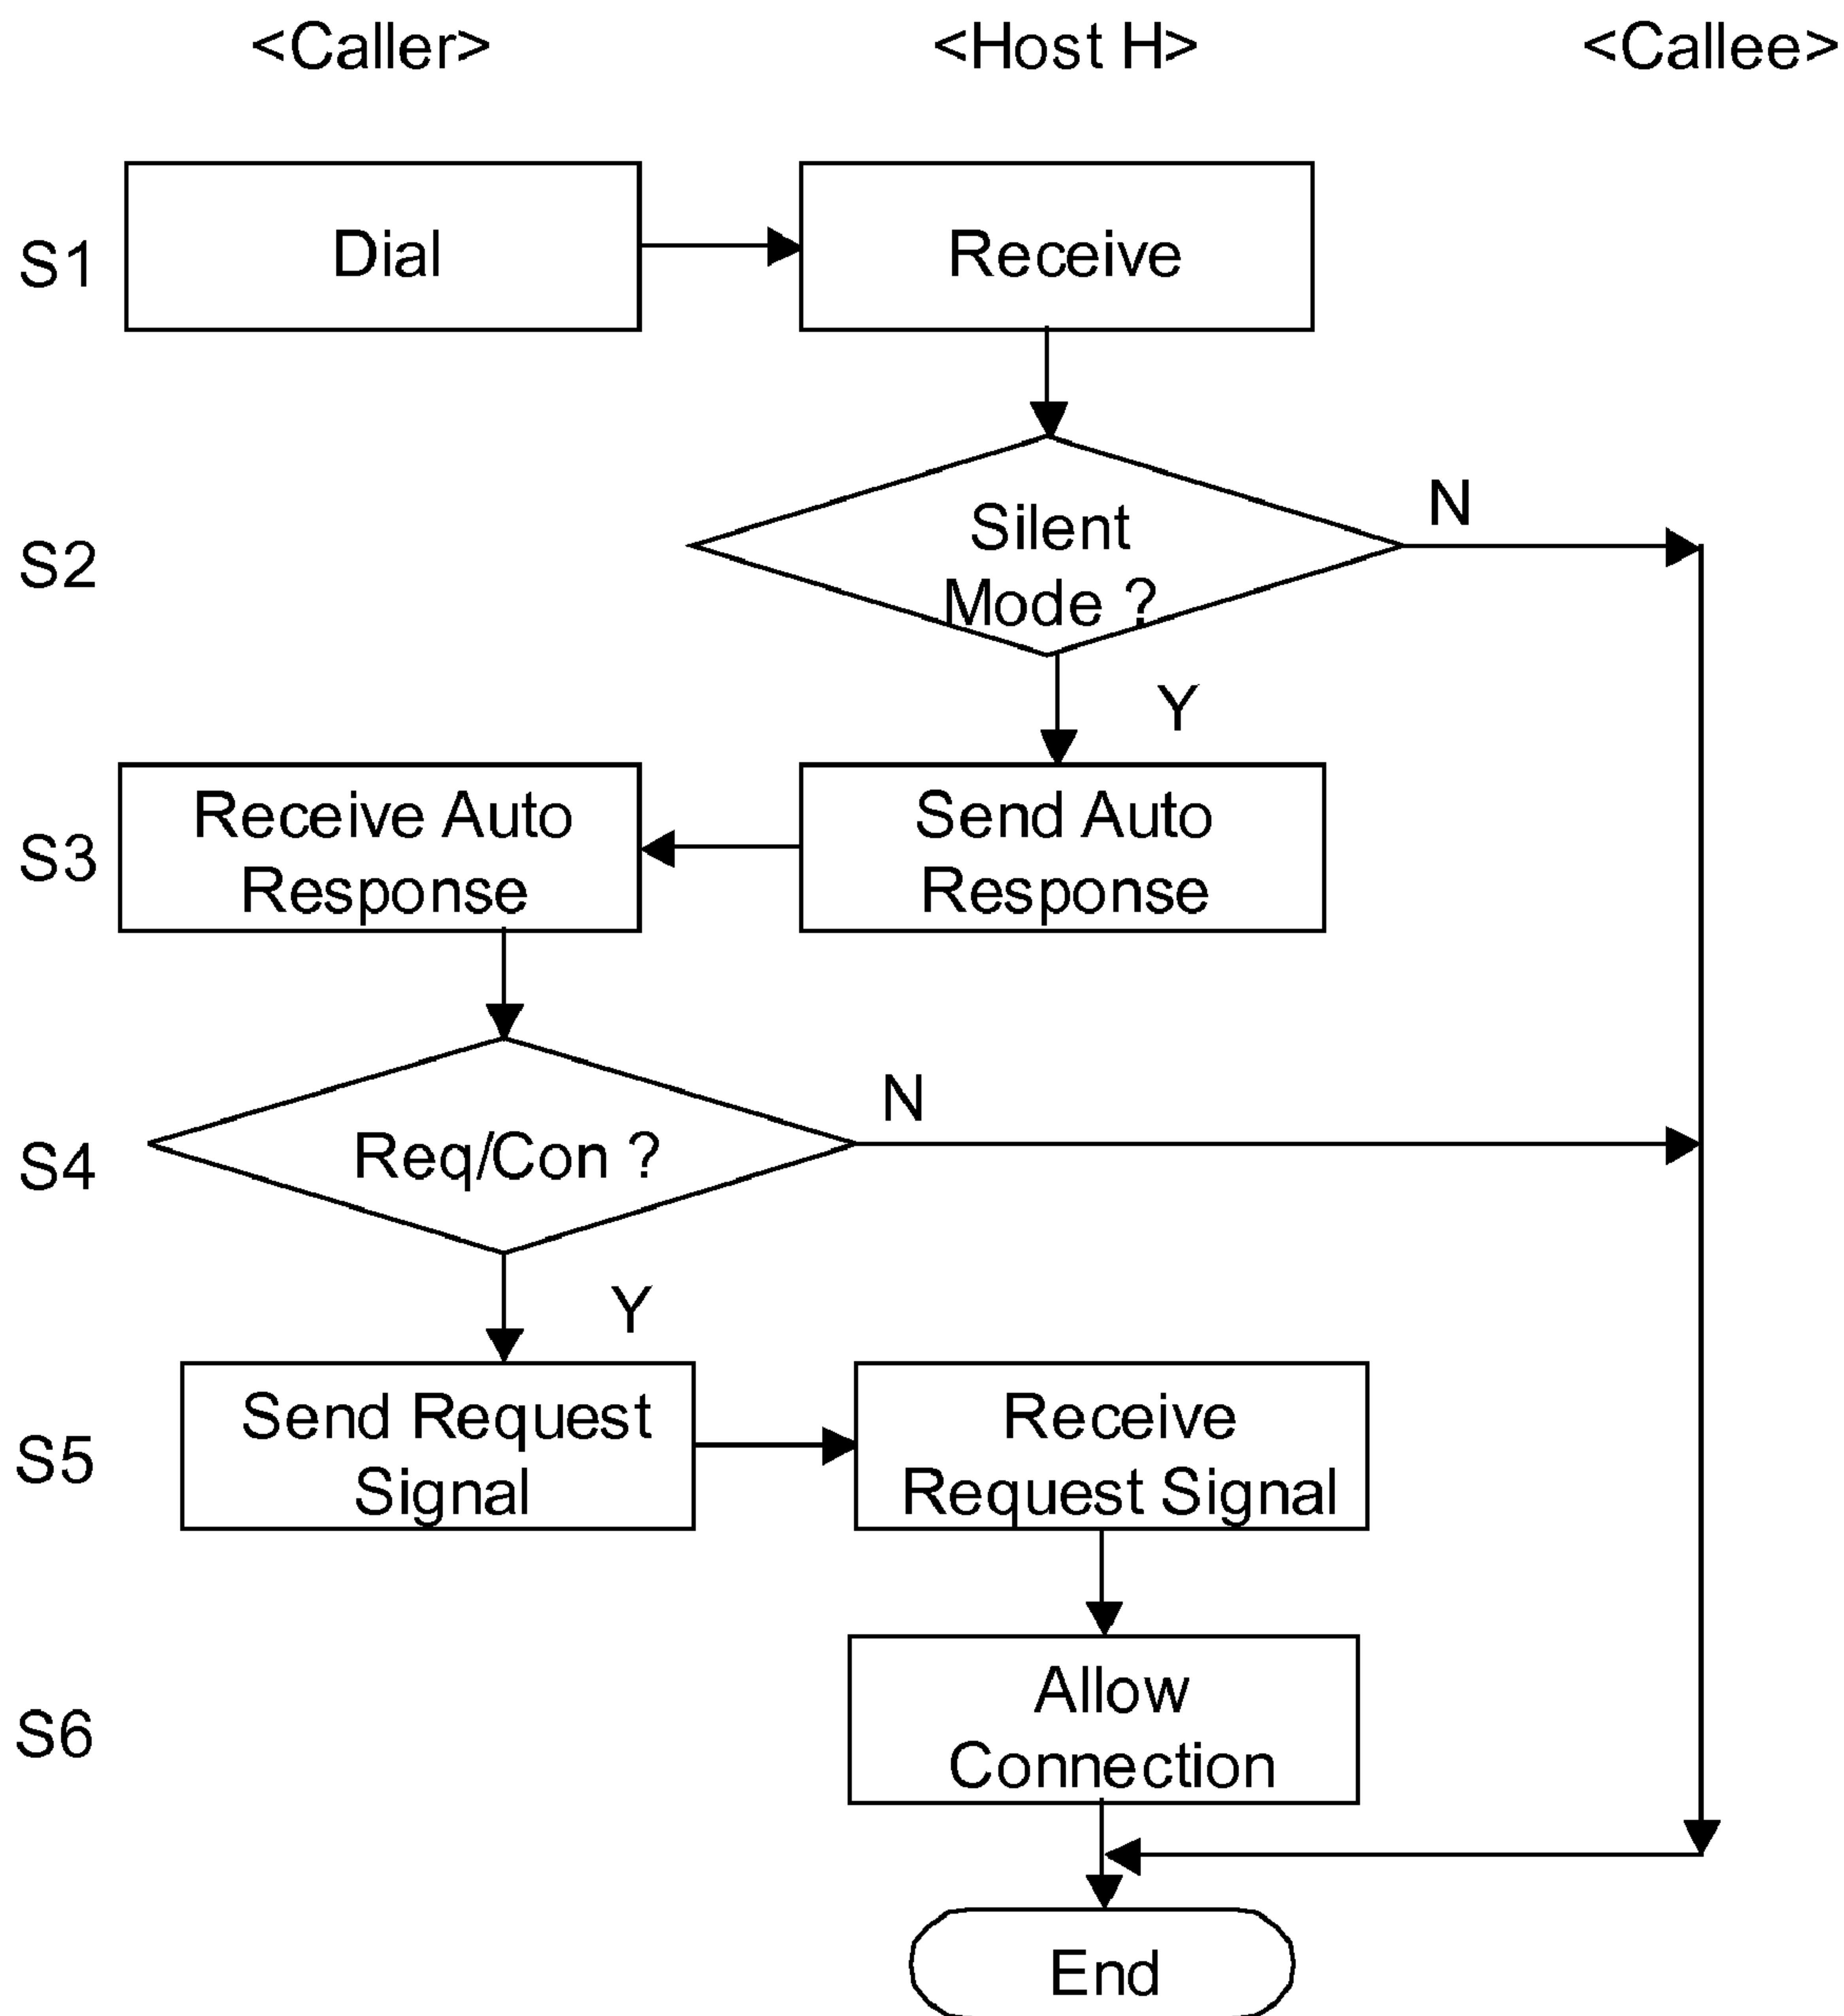 <Caller>
<Host H>
<Callee>
S1
Dial
Receive
S2
Silent
Mode ?
N
Y
S3
Receive Auto
Response
Send Auto
Response
S4
Req/Con ?
N
Y
S5
Send Request
Signal
Receive
Request Signal
S6
Allow
Connection
End